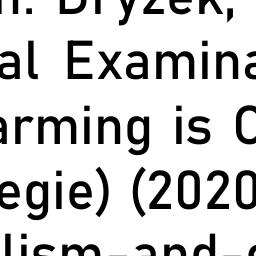 n. Dryzek,
al Examina
arming is C
egie) (2020
lism-and-